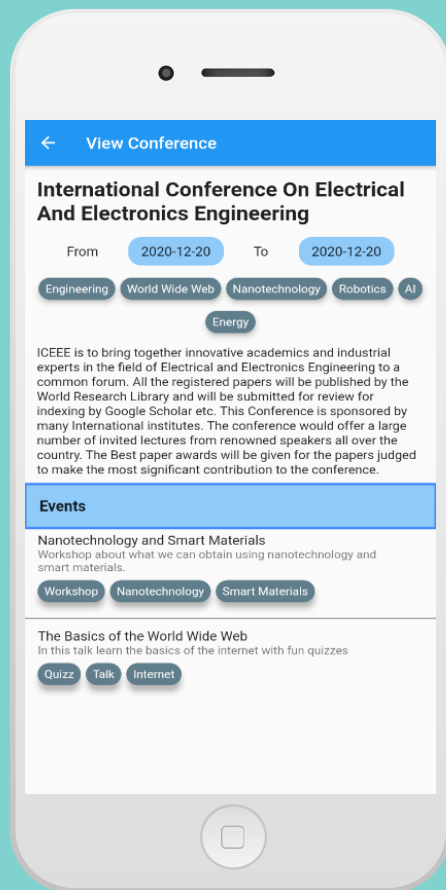 View Conference
International Conference On Electrical
And Electronics Engineering
From 2020-12-20 To 2020-12-20
Engineering World Wide Web Nanotechnology Robotics AI
Energy
ICEEE is to bring together innovative academics and industrial
experts in the field of Electrical and Electronics Engineering to a
common forum. All the registered papers will be published by the
World Research Library and will be submitted for review for
indexing by Google Scholar etc. This Conference is sponsored by
many International institutes. The conference would offer a large
number of invited lectures from renowned speakers all over the
country. The Best paper awards will be given for the papers judged
to make the most significant contribution to the conference.
Events
Nanotechnology and Smart Materials
Workshop about what we can obtain using nanotechnology and
smart materials.
Workshop Nanotechnology Smart Materials
The Basics of the World Wide Web
In this talk learn the basics of the internet with fun quizzes
Quizz Talk Internet